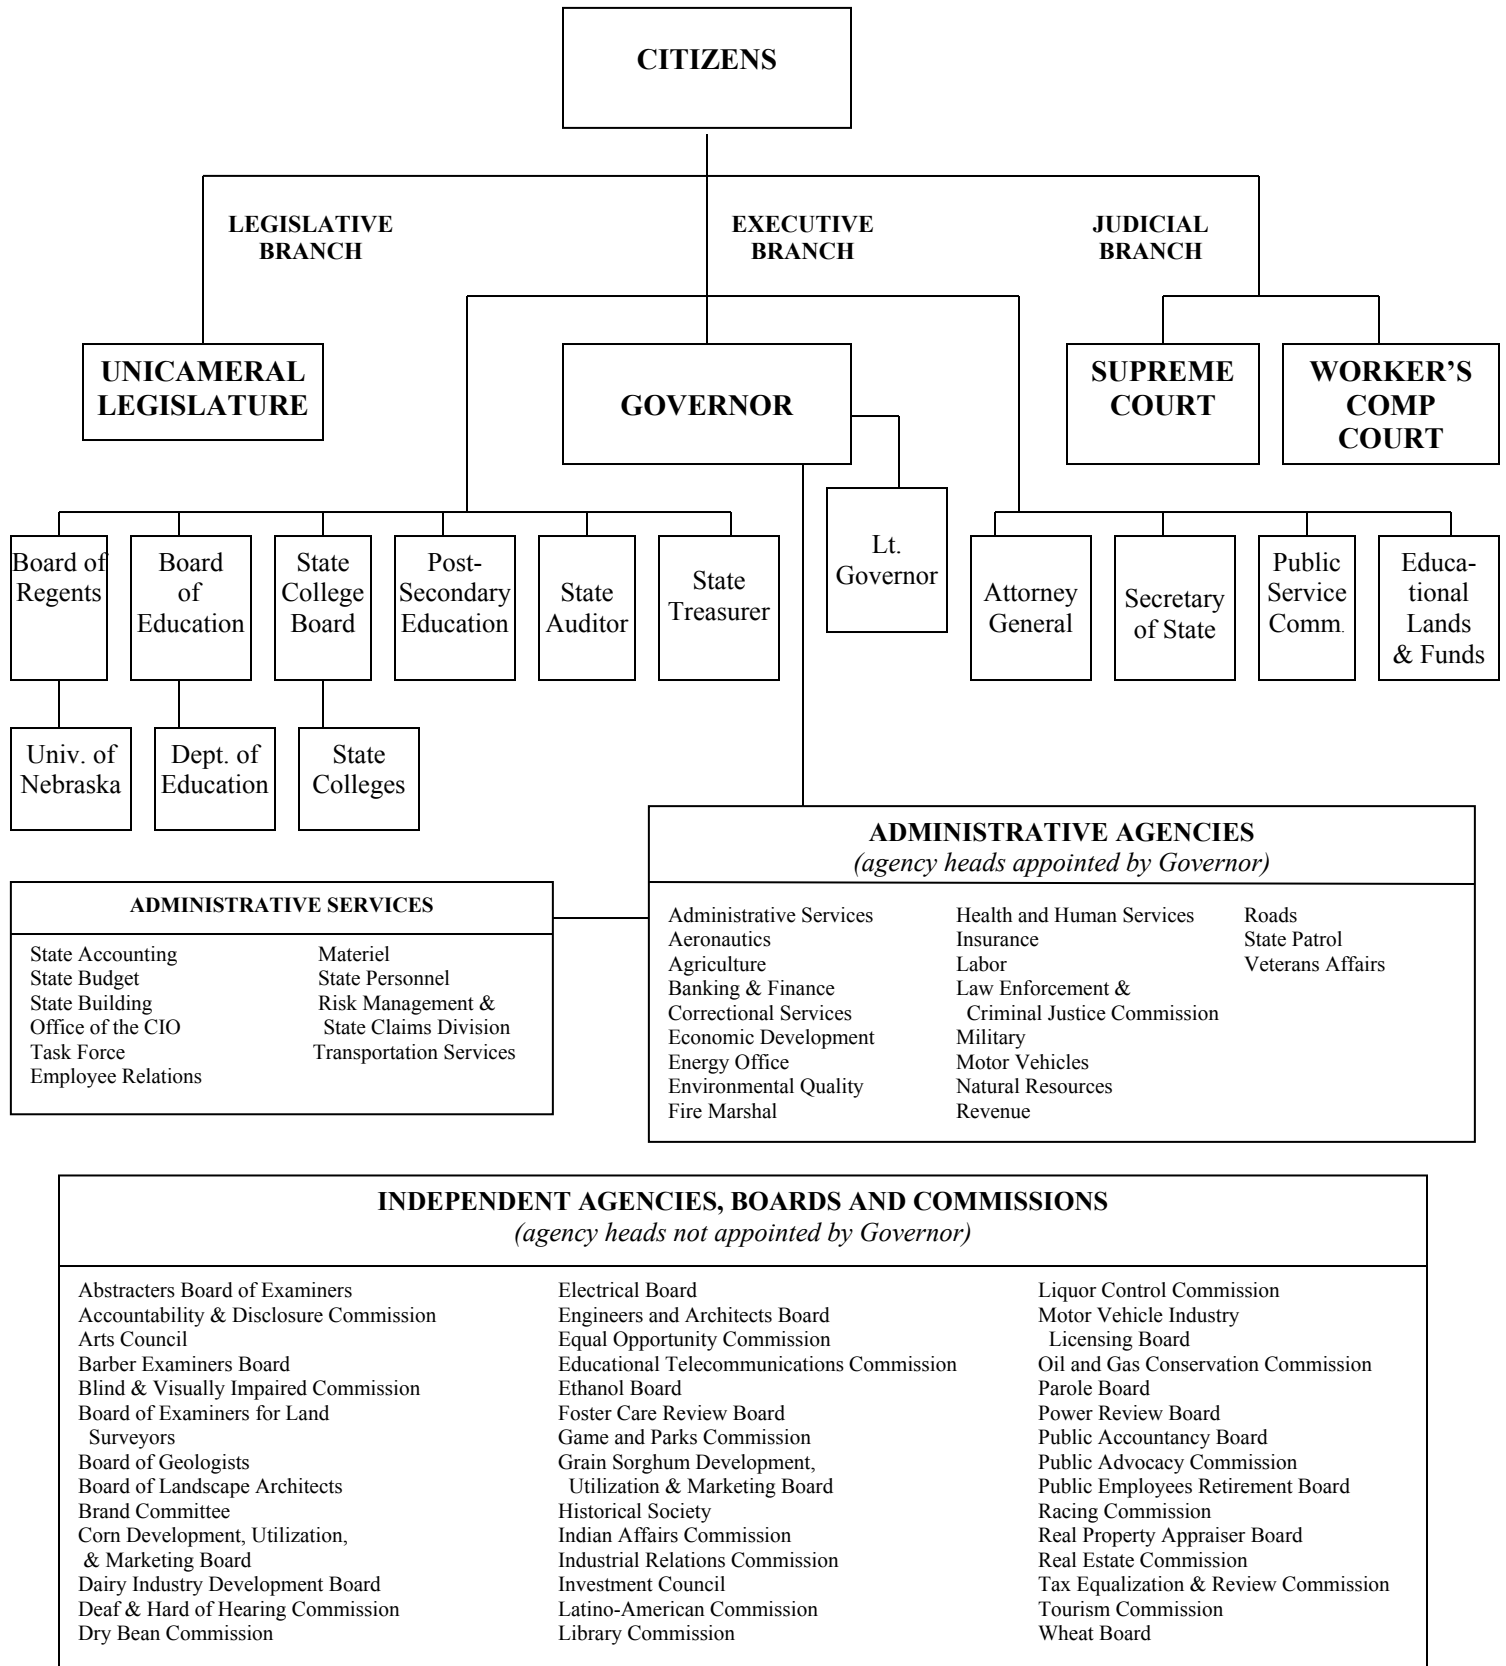 CITIZENS
LEGISLATIVE
BRANCH
EXECUTIVE
BRANCH
JUDICIAL
BRANCH
UNICAMERAL
LEGISLATURE
GOVERNOR
SUPREME
COURT
WORKER'S
COMP
COURT
Lt.
Governor
Board of
Regents
Board
of
Education
State
College
Board
Post-
Secondary
Education
State
Auditor
State
Treasurer
Attorney
General
Secretary
of State
Public
Service
Comm.
Educa-
tional
Lands
& Funds
Univ. of
Nebraska
Dept. of
Education
State
Colleges
ADMINISTRATIVE AGENCIES
(agency heads appointed by Governor)
Administrative Services
Aeronautics
Agriculture
Banking & Finance
Correctional Services
Economic Development
Energy Office
Environmental Quality
Fire Marshal
Health and Human Services
Insurance
Labor
Law Enforcement &
Criminal Justice Commission
Military
Motor Vehicles
Natural Resources
Revenue
Roads
State Patrol
Veterans Affairs
ADMINISTRATIVE SERVICES
State Accounting
State Budget
State Building
Office of the CIO
Task Force
Employee Relations
Materiel
State Personnel
Risk Management &
State Claims Division
Transportation Services
INDEPENDENT AGENCIES, BOARDS AND COMMISSIONS
(agency heads not appointed by Governor)
Abstracters Board of Examiners
Accountability & Disclosure Commission
Arts Council
Barber Examiners Board
Blind & Visually Impaired Commission
Board of Examiners for Land
Surveyors
Board of Geologists
Board of Landscape Architects
Brand Committee
Corn Development, Utilization,
& Marketing Board
Dairy Industry Development Board
Deaf & Hard of Hearing Commission
Dry Bean Commission
Electrical Board
Engineers and Architects Board
Equal Opportunity Commission
Educational Telecommunications Commission
Ethanol Board
Foster Care Review Board
Game and Parks Commission
Grain Sorghum Development,
Utilization & Marketing Board
Historical Society
Indian Affairs Commission
Industrial Relations Commission
Investment Council
Latino-American Commission
Library Commission
Liquor Control Commission
Motor Vehicle Industry
Licensing Board
Oil and Gas Conservation Commission
Parole Board
Power Review Board
Public Accountancy Board
Public Advocacy Commission
Public Employees Retirement Board
Racing Commission
Real Property Appraiser Board
Real Estate Commission
Tax Equalization & Review Commission
Tourism Commission
Wheat Board